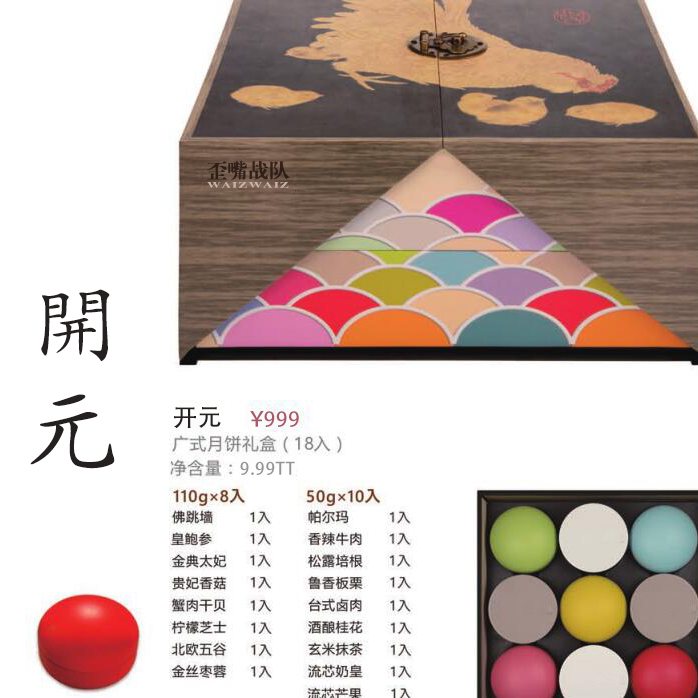 歪嘴战队
WAIZWAIZ
開元
开元 ¥999
广式月饼礼盒(18入)
净含量:9.99TT
110g×8入 50g×10入
佛跳墙 1入 帕尔玛 1入
皇鲍参 1入 香辣牛肉 1入
金典太妃 1入 松露培根 1入
贵妃香菇 1入 鲁香板栗 1入
蟹肉干贝 1入 台式卤肉 1入
柠檬芝士 1入 酒酿桂花 1入
北欧五谷 1入 玄米抹茶 1入
金丝枣蓉 1入 流芯奶皇 1入
流芯芒果 1入